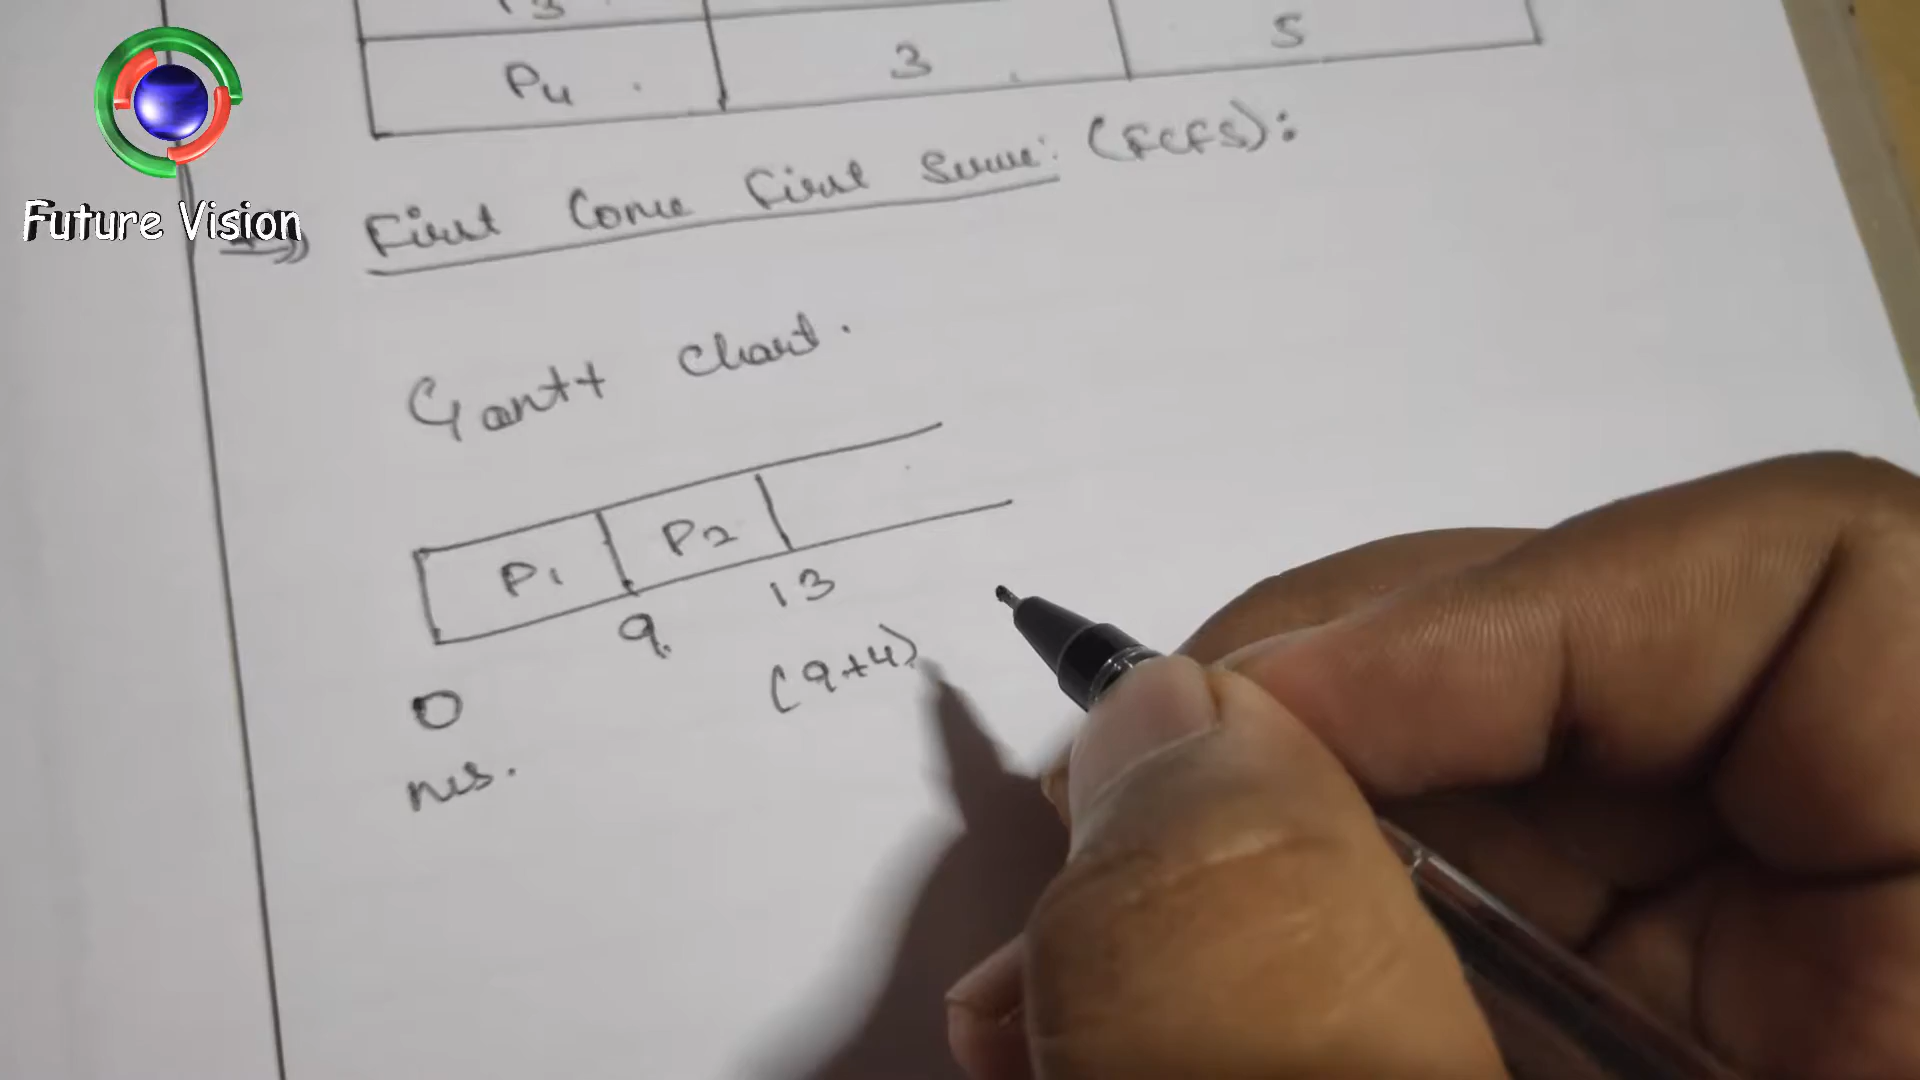 P4 3 5
Future Vision
First Come First Serve: (FCFS):
Gantt Chart.
P1 P2
9 13
(9+4)
0
ms.